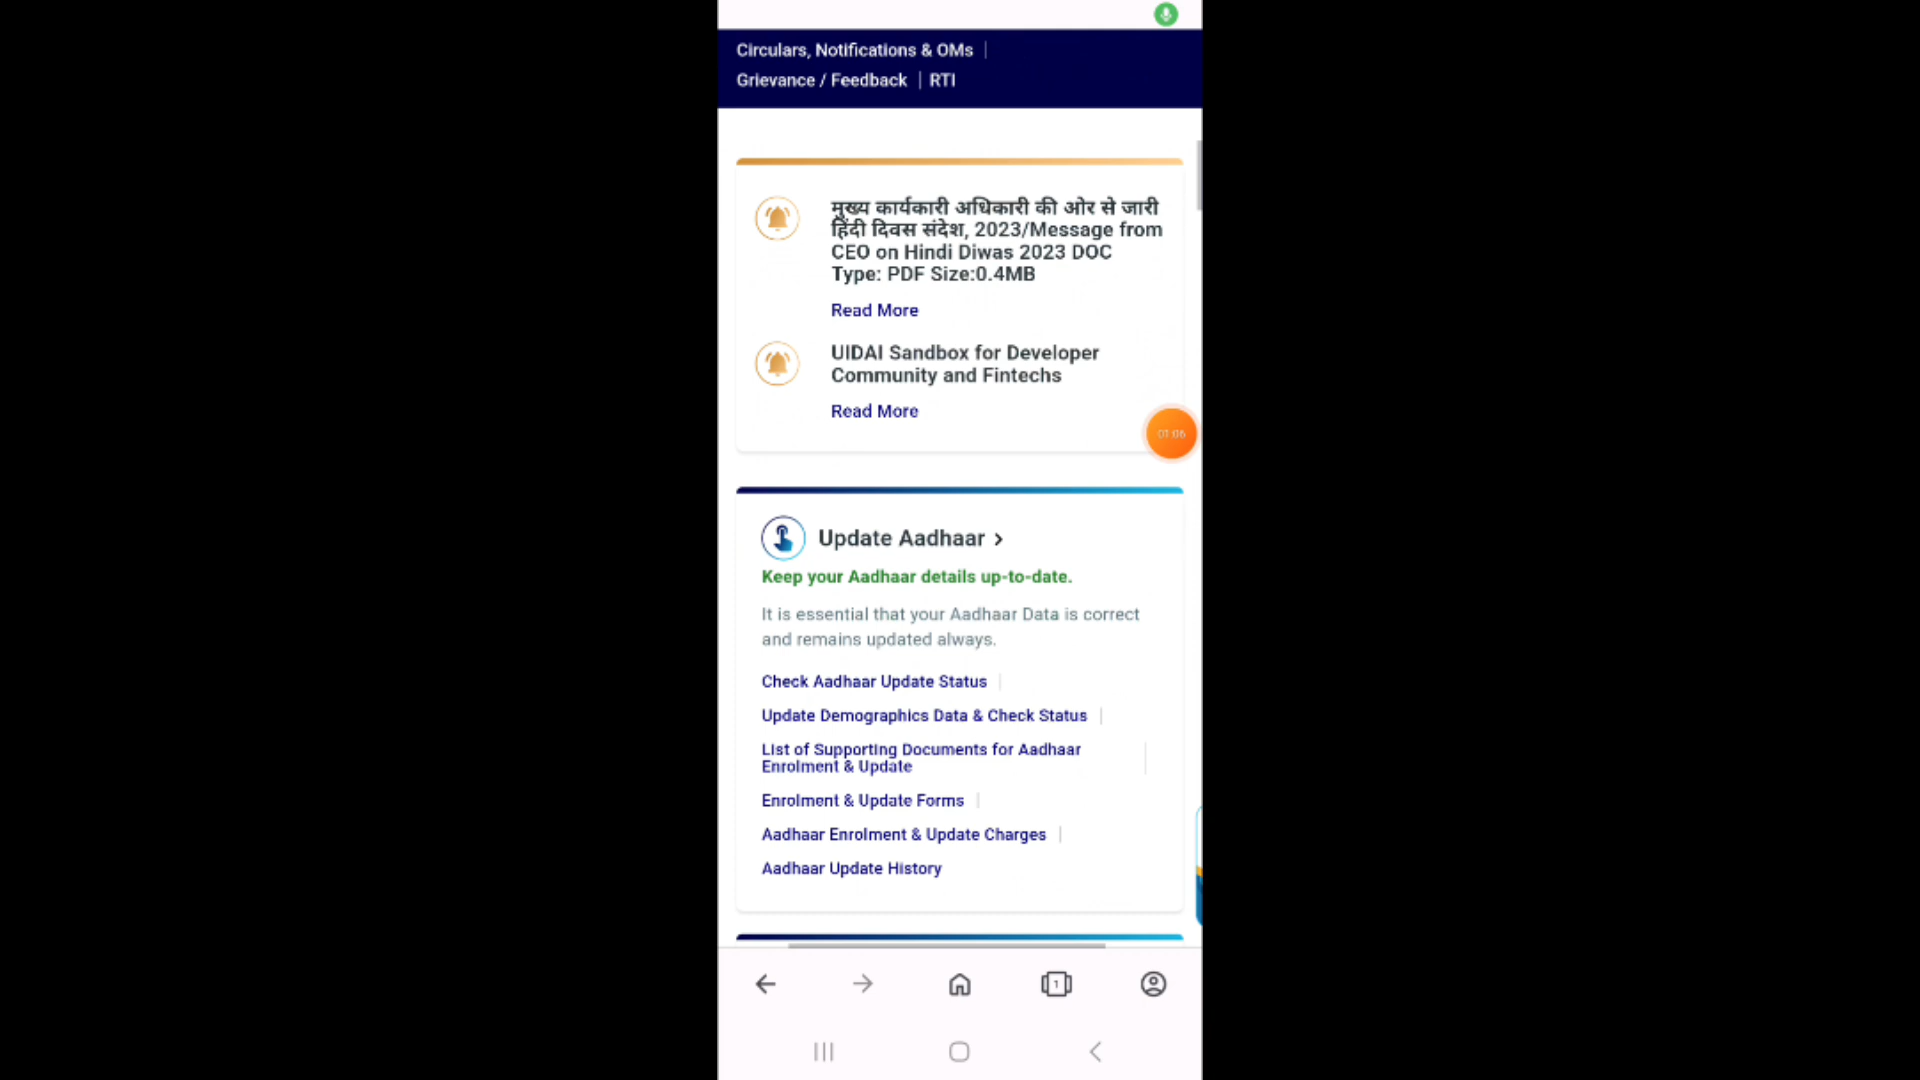 Circulars, Notifications & OMs
Grievance / Feedback | RTI
मुख्य कार्यकारी अधिकारी की ओर से जारी
हिंदी दिवस संदेश, 2023/Message from
CEO on Hindi Diwas 2023 DOC
Type: PDF Size:0.4MB
Read More
UIDAI Sandbox for Developer
Community and Fintechs
Read More
01:06
Update Aadhaar >
Keep your Aadhaar details up-to-date.
It is essential that your Aadhaar Data is correct
and remains updated always.
Check Aadhaar Update Status
Update Demographics Data & Check Status
List of Supporting Documents for Aadhaar
Enrolment & Update
Enrolment & Update Forms
Aadhaar Enrolment & Update Charges
Aadhaar Update History
1